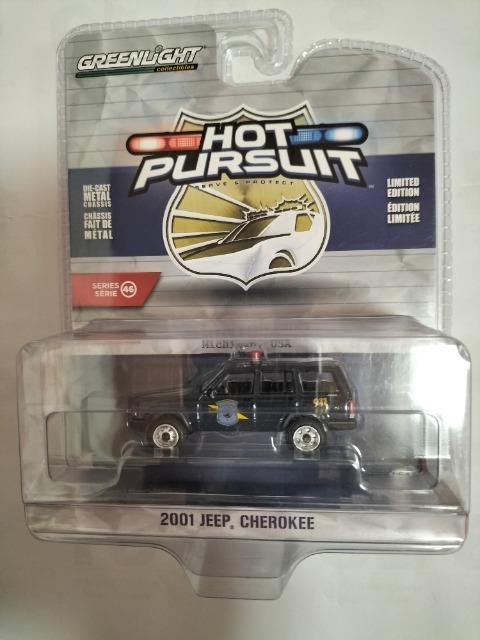 GREENLIGHT
collectibles
HOT
PURSUIT
SERVE & PROTECT
DIE-CAST
METAL
CHASSIS
CHÂSSIS
FAIT DE
MÉTAL
LIMITED
EDITION
ÉDITION
LIMITÉE
SERIES
SÉRIE 46
USA
911
2001 JEEP® CHEROKEE